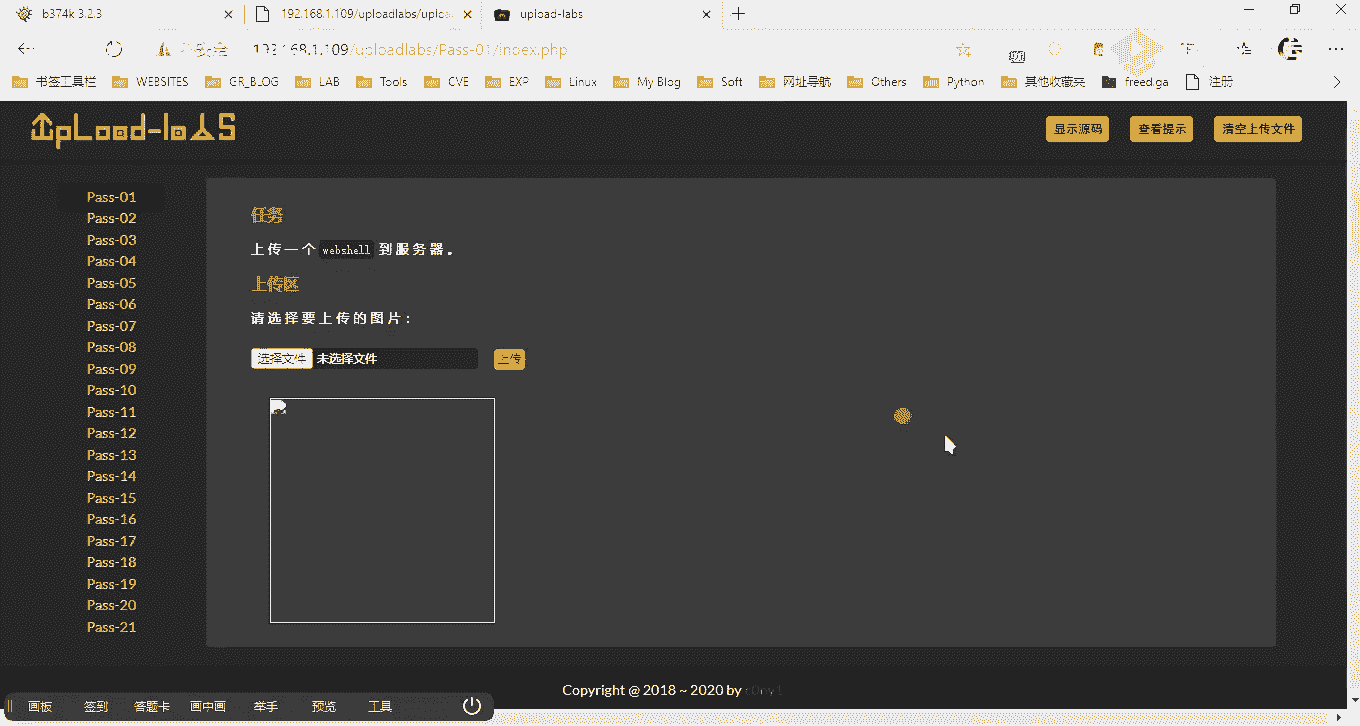 b374k 3.2.3
192.168.1.109/uploadlabs/uploa
upload-labs
192.168.1.109/uploadlabs/Pass-01/index.php
书签工具栏 WEBSITES GR_BLOG LAB Tools CVE EXP Linux My Blog Soft 网址导航 Others Python 其他收藏夹 freed.ga 注册
UpLoad-labS
显示源码 查看提示 清空上传文件
Pass-01
Pass-02
Pass-03
Pass-04
Pass-05
Pass-06
Pass-07
Pass-08
Pass-09
Pass-10
Pass-11
Pass-12
Pass-13
Pass-14
Pass-15
Pass-16
Pass-17
Pass-18
Pass-19
Pass-20
Pass-21
任务
上传一个 webshell 到服务器。
上传区
请选择要上传的图片:
选择文件 未选择文件 上传
Copyright @ 2018 ~ 2020 by c0ny1
画板 签到 答题卡 画中画 举手 预览 工具